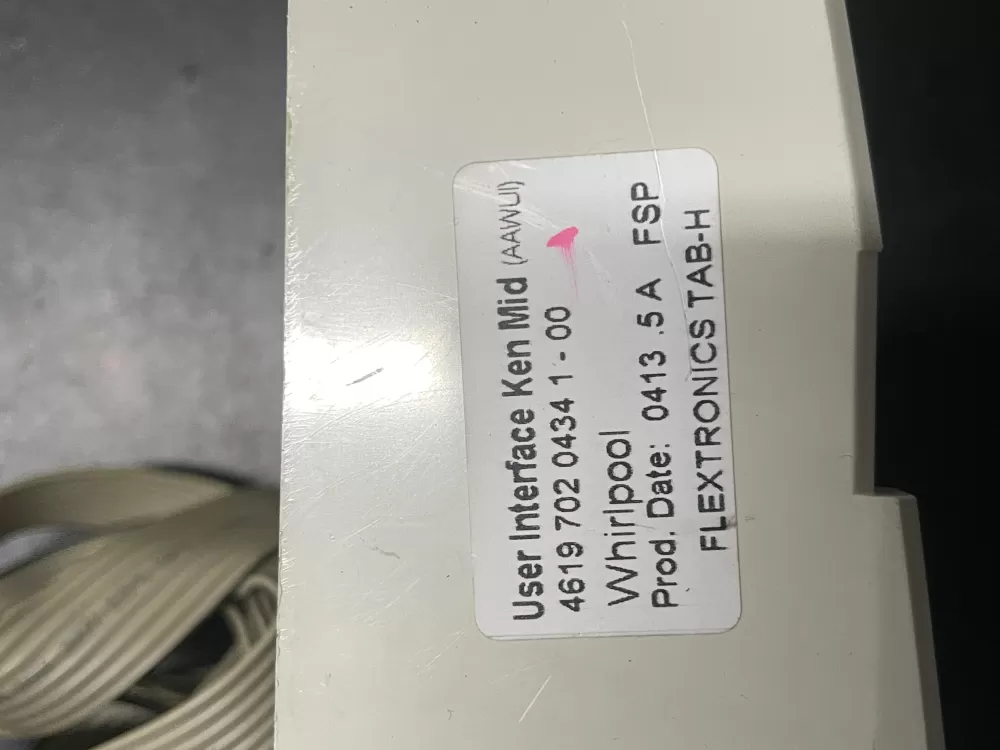 User Interface Ken Mid (AAWUI)
4619 702 0434 1 - 00
Whirlpool
Prod. Date: 0413 .5 A FSP
FLEXTRONICS TAB-H